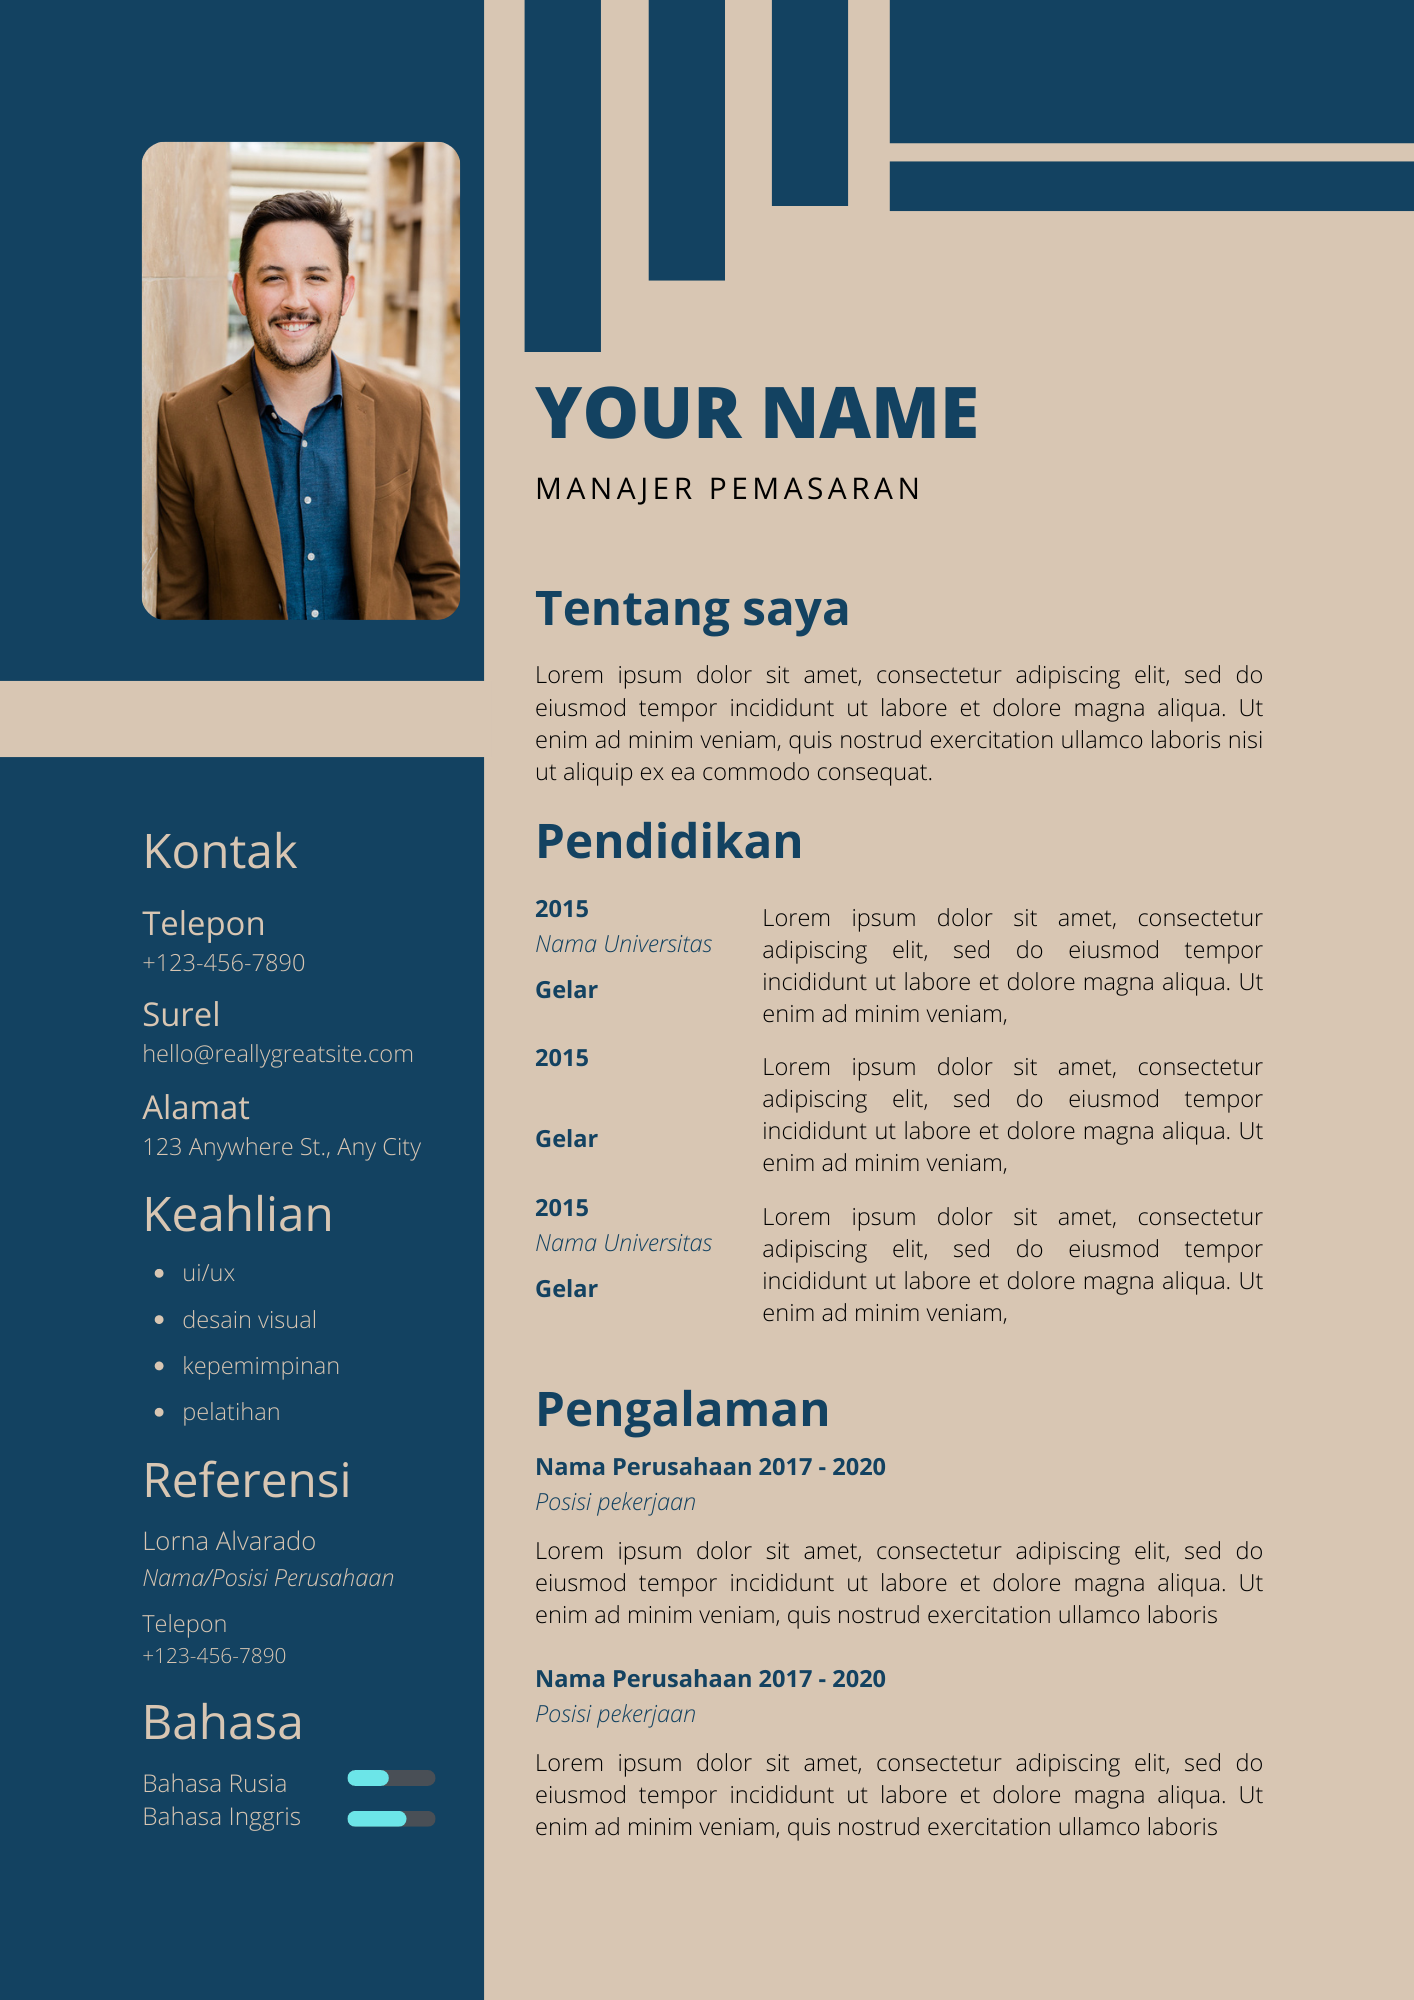 YOUR NAME
MANAJER PEMASARAN
Tentang saya
Lorem ipsum dolor sit amet, consectetur adipiscing elit, sed do
eiusmod tempor incididunt ut labore et dolore magna aliqua. Ut
enim ad minim veniam, quis nostrud exercitation ullamco laboris nisi
ut aliquip ex ea commodo consequat.
Pendidikan
2015
Nama Universitas
Gelar
Lorem ipsum dolor sit amet, consectetur
adipiscing elit, sed do eiusmod tempor
incididunt ut labore et dolore magna aliqua. Ut
enim ad minim veniam,
2015
Gelar
Lorem ipsum dolor sit amet, consectetur
adipiscing elit, sed do eiusmod tempor
incididunt ut labore et dolore magna aliqua. Ut
enim ad minim veniam,
2015
Nama Universitas
Gelar
Lorem ipsum dolor sit amet, consectetur
adipiscing elit, sed do eiusmod tempor
incididunt ut labore et dolore magna aliqua. Ut
enim ad minim veniam,
Pengalaman
Nama Perusahaan 2017 - 2020
Posisi pekerjaan
Lorem ipsum dolor sit amet, consectetur adipiscing elit, sed do
eiusmod tempor incididunt ut labore et dolore magna aliqua. Ut
enim ad minim veniam, quis nostrud exercitation ullamco laboris
Nama Perusahaan 2017 - 2020
Posisi pekerjaan
Lorem ipsum dolor sit amet, consectetur adipiscing elit, sed do
eiusmod tempor incididunt ut labore et dolore magna aliqua. Ut
enim ad minim veniam, quis nostrud exercitation ullamco laboris
Kontak
Telepon
+123-456-7890
Surel
hello@reallygreatsite.com
Alamat
123 Anywhere St., Any City
Keahlian
• ui/ux
• desain visual
• kepemimpinan
• pelatihan
Referensi
Lorna Alvarado
Nama/Posisi Perusahaan
Telepon
+123-456-7890
Bahasa
Bahasa Rusia
Bahasa Inggris